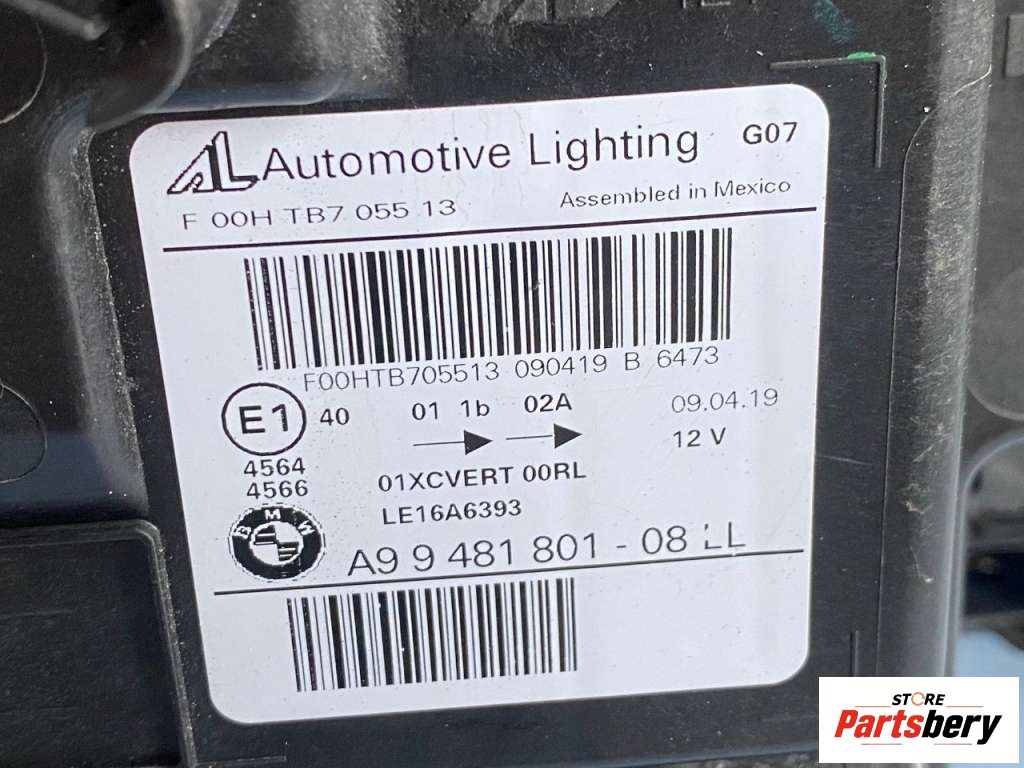 AL Automotive Lighting G07
F 00H TB7 055 13 Assembled in Mexico
F00HTB705513 090419 B 6473
E1 40 01 1b 02A 09.04.19
12 V
4564
4566
01XCVERT 00RL
LE16A6393
BMW
A9 9 481 801 - 08 LL
STORE
Partsbery